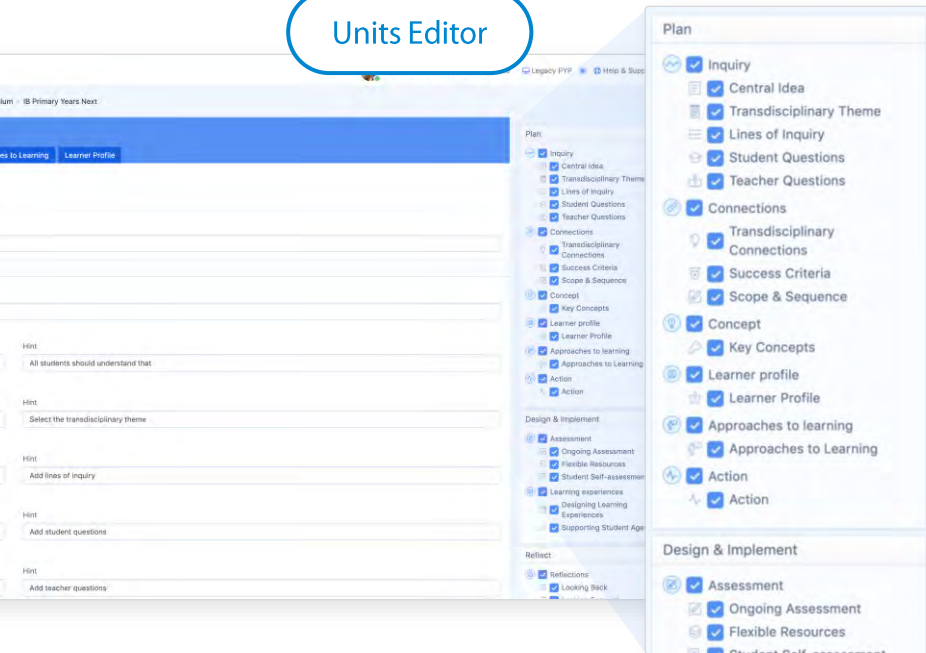 Units Editor
Legacy PYP
Help & Supp
lum
IB Primary Years Next
es to Learning
Learner Profile
Hint
All students should understand that
Hint
Select the transdisciplinary theme
Hint
Add lines of inquiry
Hint
Add student questions
Hint
Add teacher questions
Plan
Inquiry
Central Idea
Transdisciplinary Theme
Lines of Inquiry
Student Questions
Teacher Questions
Connections
Transdisciplinary
Connections
Success Criteria
Scope & Sequence
Concept
Key Concepts
Learner profile
Learner Profile
Approaches to learning
Approaches to Learning
Action
Action
Design & Implement
Assessment
Ongoing Assessment
Flexible Resources
Student Self-assessmen
Learning experiences
Designing Learning
Experiences
Supporting Student Age
Reflect
Reflections
Looking Back
Plan
Inquiry
Central Idea
Transdisciplinary Theme
Lines of Inquiry
Student Questions
Teacher Questions
Connections
Transdisciplinary
Connections
Success Criteria
Scope & Sequence
Concept
Key Concepts
Learner profile
Learner Profile
Approaches to learning
Approaches to Learning
Action
Action
Design & Implement
Assessment
Ongoing Assessment
Flexible Resources
Student Self-assessment